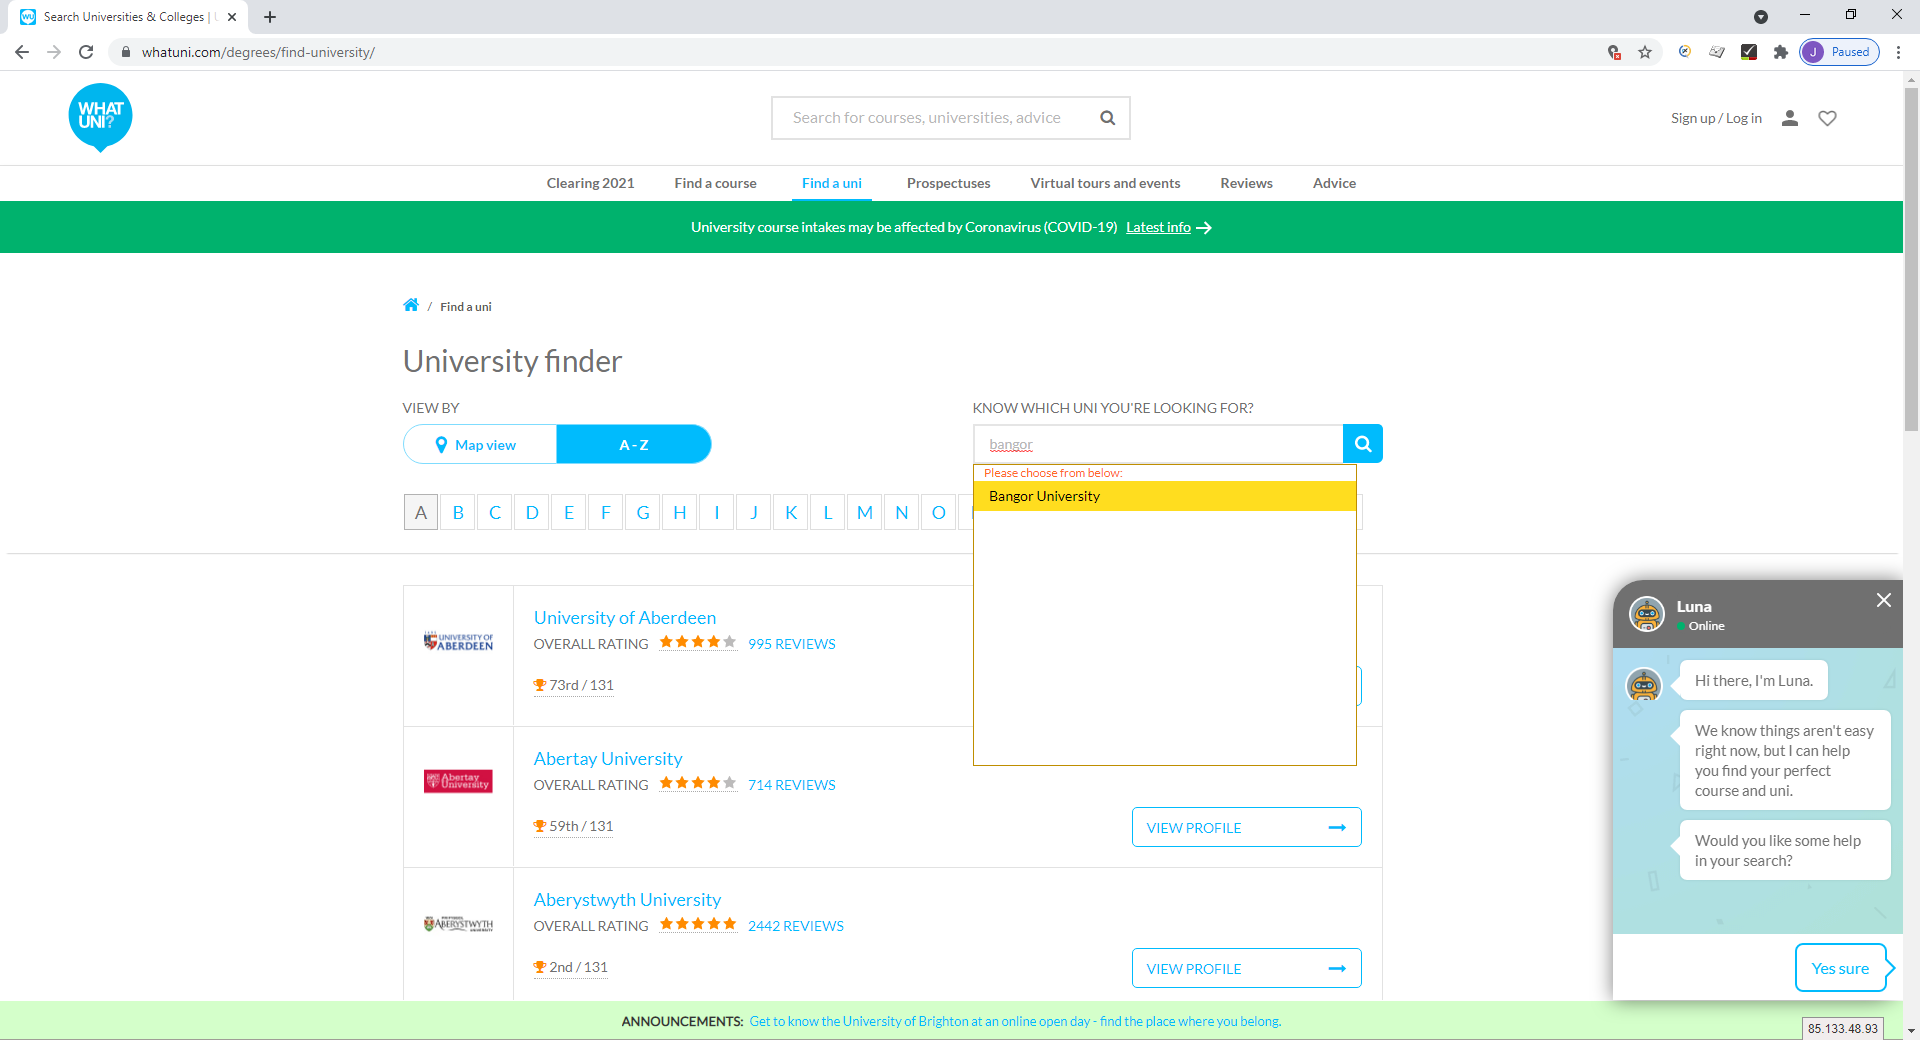 Search Universities & Colleges |
whatuni.com/degrees/find-university/
J Paused
WHAT
UNI?
Search for courses, universities, advice
Sign up / Log in
Clearing 2021 Find a course Find a uni Prospectuses Virtual tours and events Reviews Advice
University course intakes may be affected by Coronavirus (COVID-19) Latest info
/ Find a uni
University finder
VIEW BY
Map view A - Z
KNOW WHICH UNI YOU'RE LOOKING FOR?
bangor
Please choose from below:
Bangor University
A B C D E F G H I J K L M N O
UNIVERSITY OF
ABERDEEN
University of Aberdeen
OVERALL RATING 995 REVIEWS
73rd / 131
Abertay
University
Abertay University
OVERALL RATING 714 REVIEWS
59th / 131
VIEW PROFILE
ABERYSTWYTH
Aberystwyth University
OVERALL RATING 2442 REVIEWS
2nd / 131
VIEW PROFILE
Luna
Online
Hi there, I'm Luna.
We know things aren't easy
right now, but I can help
you find your perfect
course and uni.
Would you like some help
in your search?
Yes sure
ANNOUNCEMENTS: Get to know the University of Brighton at an online open day - find the place where you belong.
85.133.48.93